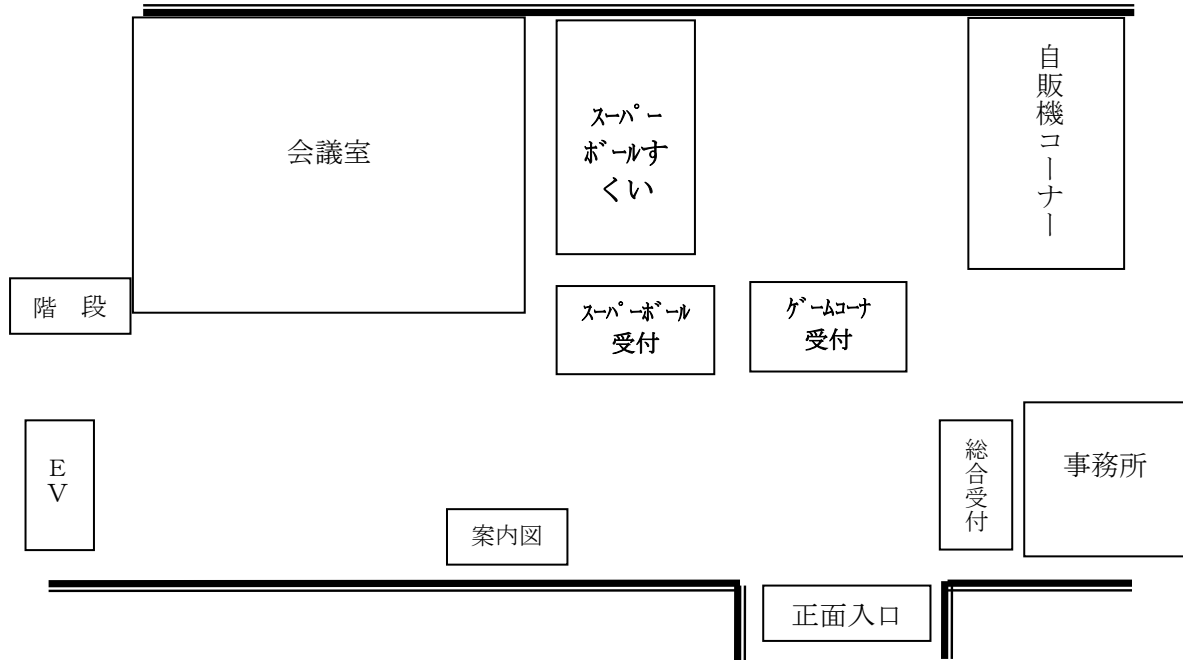 会議室
ｽｰﾊﾟｰ
ﾎﾞｰﾙす
くい
自販機コーナー
階　段
ｽｰﾊﾟｰﾎﾞｰﾙ
受付
ｹﾞｰﾑｺｰﾅ
受付
EV
案内図
総合受付
事務所
正面入口